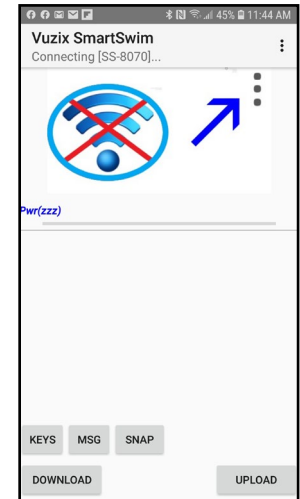 45% 11:44 AM
Vuzix SmartSwim
Connecting [SS-8070]...
Pwr(zzz)
KEYS MSG SNAP
DOWNLOAD UPLOAD